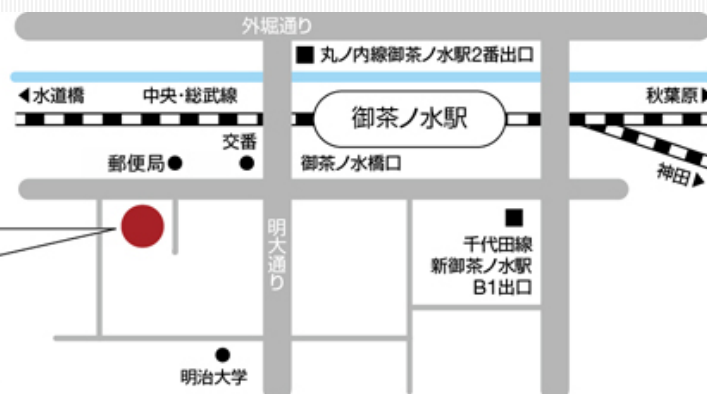 外堀通り
丸ノ内線御茶ノ水駅2番出口
水道橋
中央・総武線
秋葉原
御茶ノ水駅
交番
郵便局
御茶ノ水橋口
神田
明大通り
千代田線
新御茶ノ水駅
B1出口
明治大学